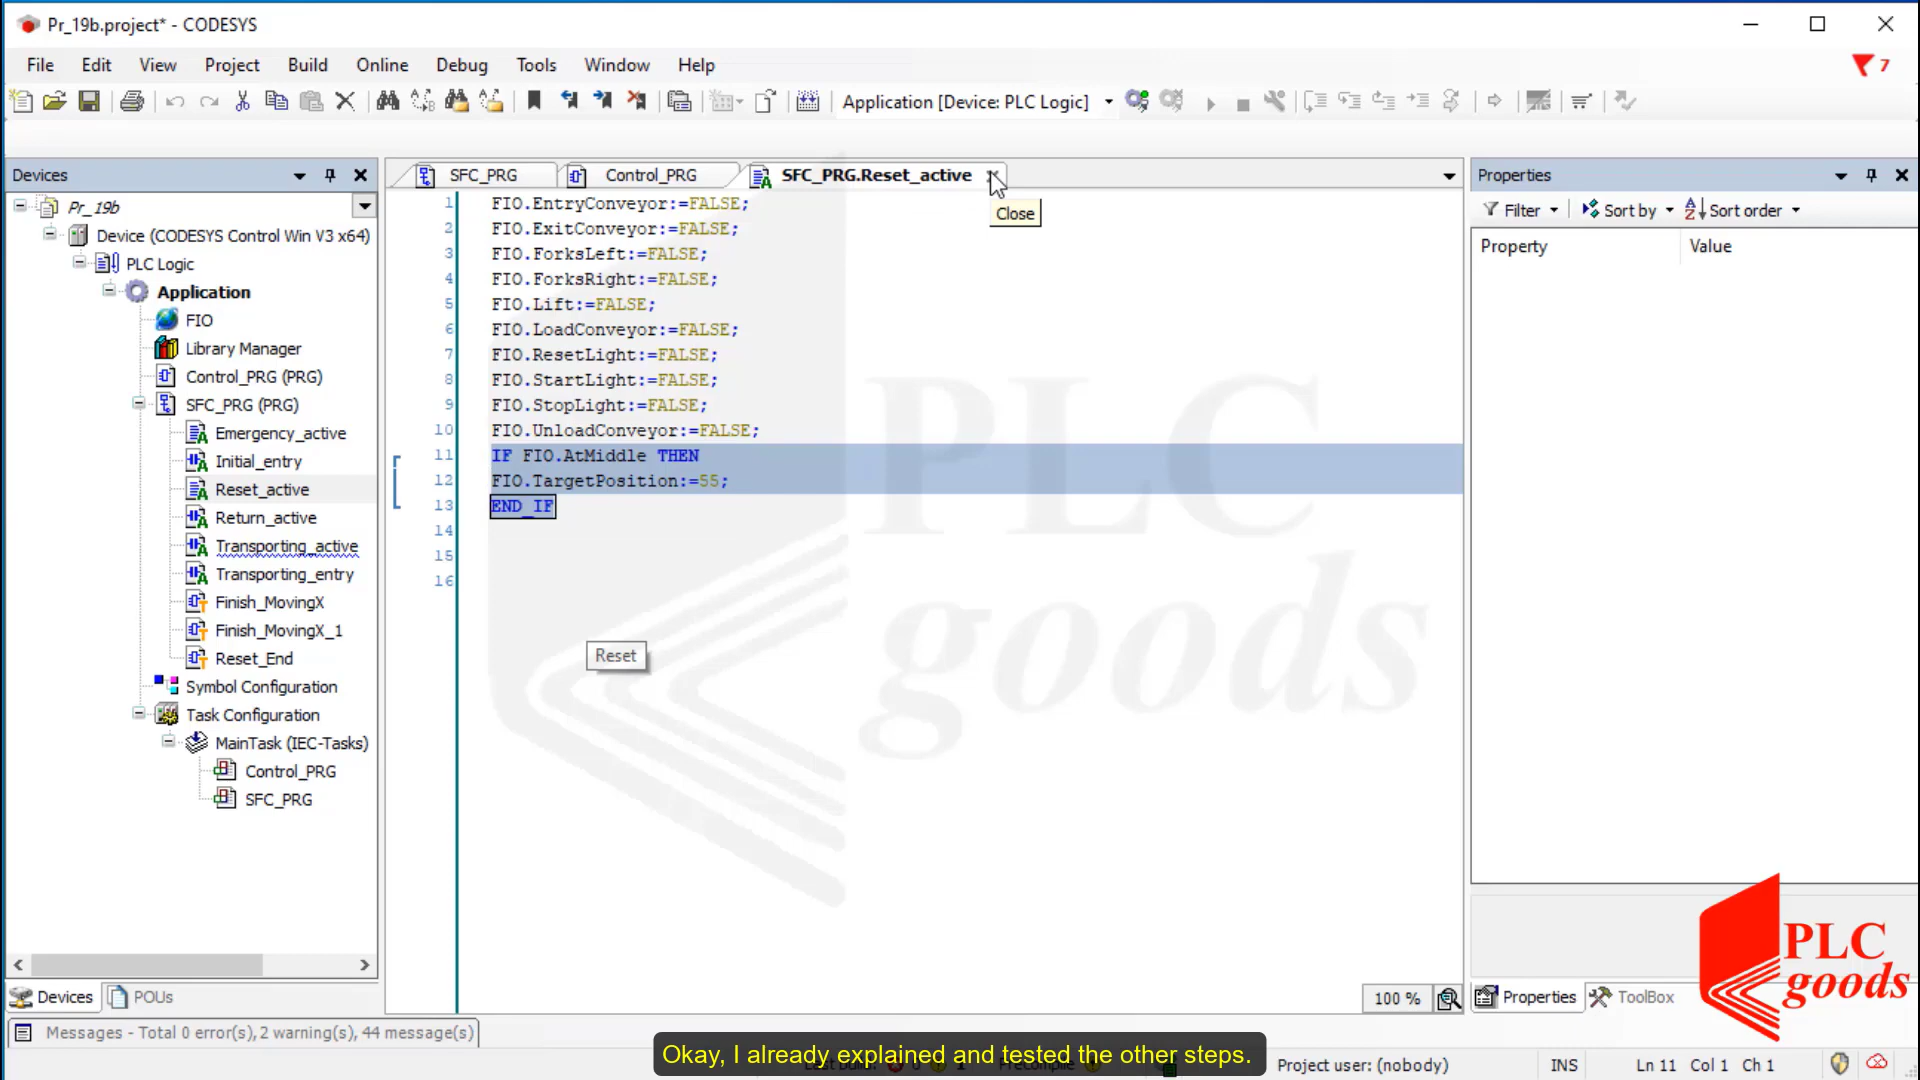 Pr_19b.project* - CODESYS
File Edit View Project Build Online Debug Tools Window Help
7
Application [Device: PLC Logic]
Devices
SFC_PRG
Control_PRG
SFC_PRG.Reset_active
Properties
Close
Filter Sort by Sort order
Property Value
Pr_19b
Device (CODESYS Control Win V3 x64)
PLC Logic
Application
FIO
Library Manager
Control_PRG (PRG)
SFC_PRG (PRG)
Emergency_active
Initial_entry
Reset_active
Return_active
Transporting_active
Transporting_entry
Finish_MovingX
Finish_MovingX_1
Reset_End
Symbol Configuration
Task Configuration
MainTask (IEC-Tasks)
Control_PRG
SFC_PRG
1 FIO.EntryConveyor:=FALSE;
2 FIO.ExitConveyor:=FALSE;
3 FIO.ForksLeft:=FALSE;
4 FIO.ForksRight:=FALSE;
5 FIO.Lift:=FALSE;
6 FIO.LoadConveyor:=FALSE;
7 FIO.ResetLight:=FALSE;
8 FIO.StartLight:=FALSE;
9 FIO.StopLight:=FALSE;
10 FIO.UnloadConveyor:=FALSE;
11 IF FIO.AtMiddle THEN
12 FIO.TargetPosition:=55;
13 END_IF
14
15
16
Reset
PLC
goods
100 %
PLC
goods
Devices POUs
Properties ToolBox
Messages - Total 0 error(s), 2 warning(s), 44 message(s)
Okay, I already explained and tested the other steps.
Project user: (nobody) INS Ln 11 Col 1 Ch 1